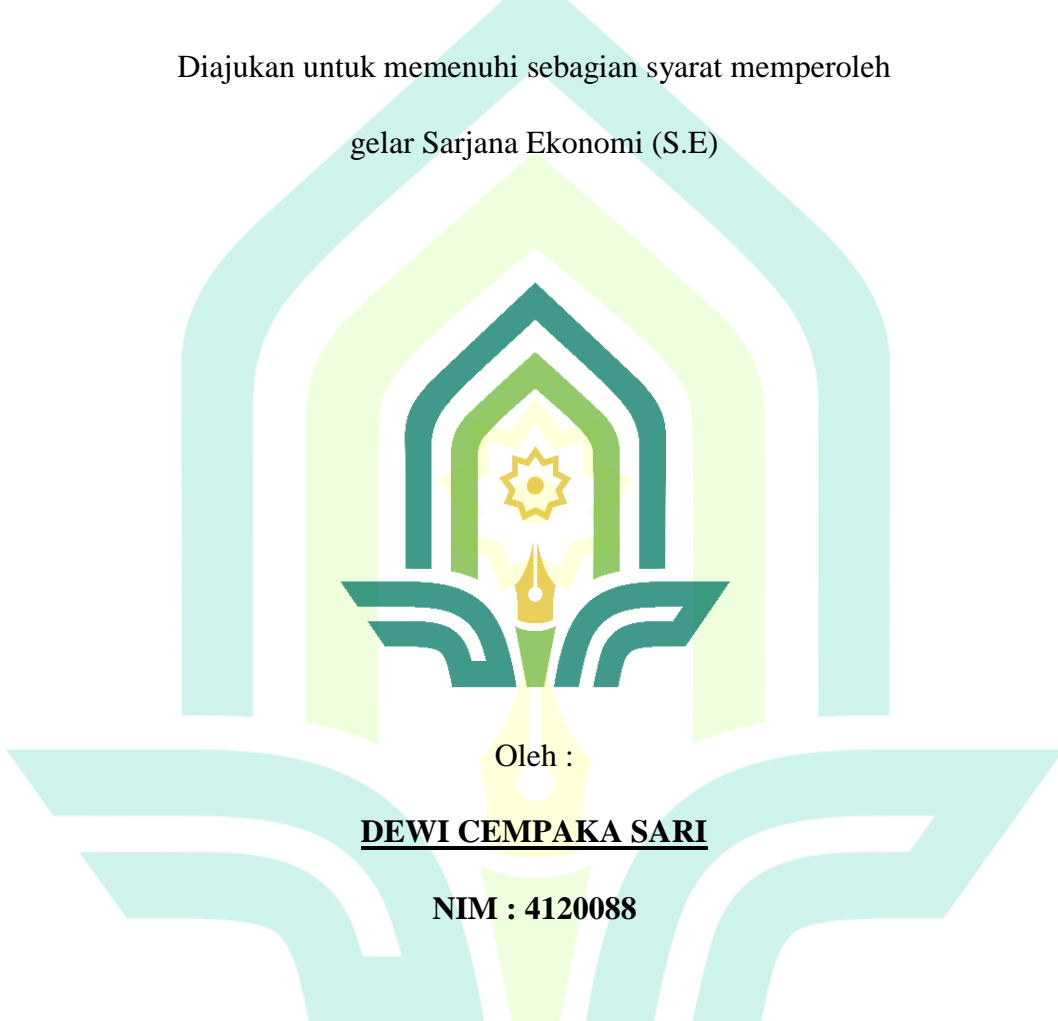 Diajukan untuk memenuhi sebagian syarat memperoleh
gelar Sarjana Ekonomi (S.E)
Oleh :
DEWI CEMPAKA SARI
NIM : 4120088